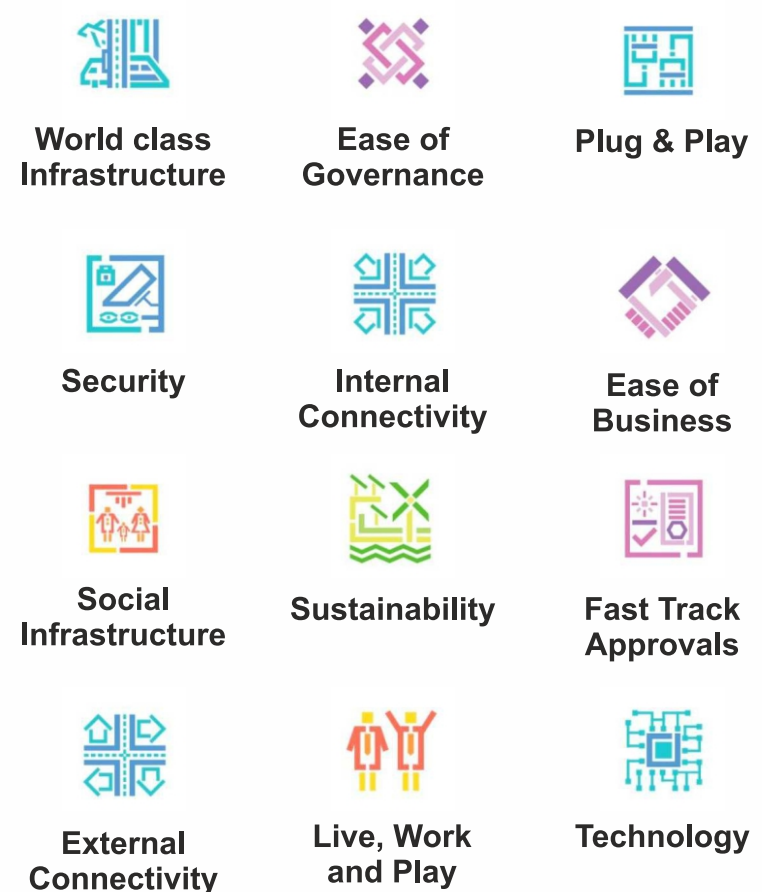 World class
Infrastructure
Ease of
Governance
Plug & Play
Security
Internal
Connectivity
Ease of
Business
Social
Infrastructure
Sustainability
Fast Track
Approvals
External
Connectivity
Live, Work
and Play
Technology